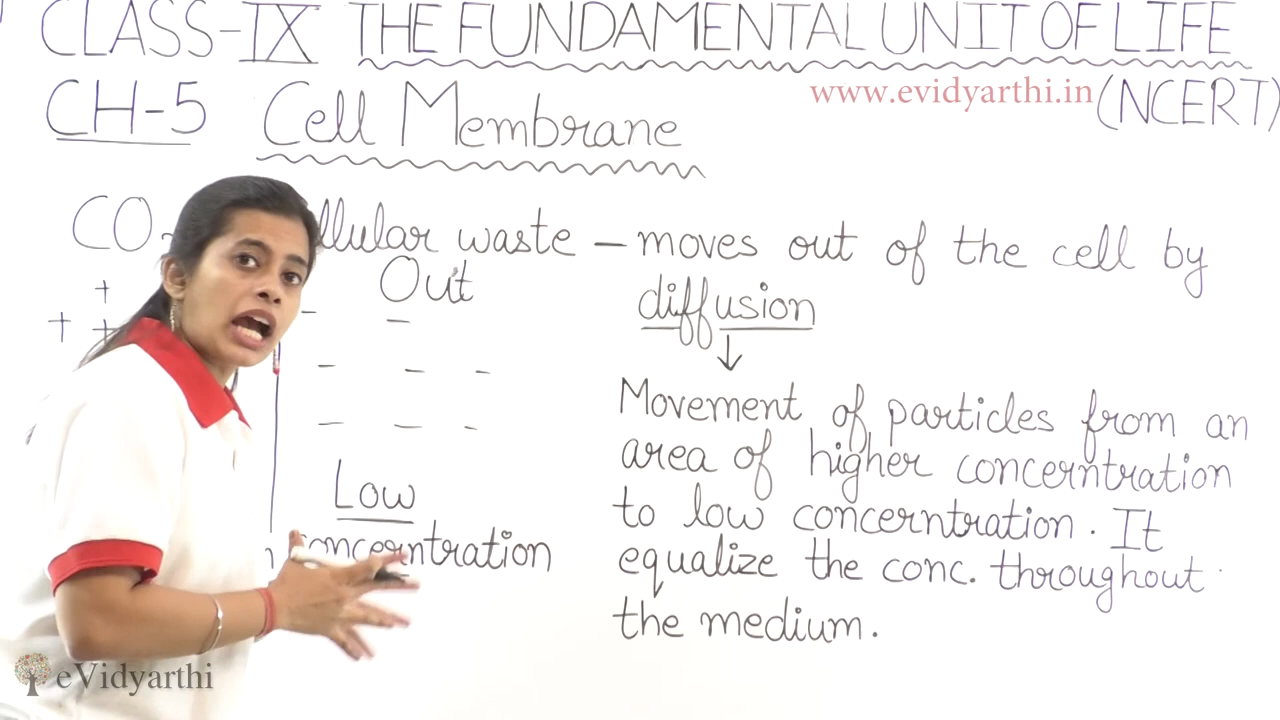 CLASS-IX THE FUNDAMENTAL UNIT OF LIFE
www.evidyarthi.in (NCERT)
CH-5 Cell Membrane
CO waste - moves out of the cell by
diffusion
Out
+
+ +
- -
- - -
- - -
↓
Movement of particles from an
area of higher concerntration
to low concerntration. It
equalize the conc. throughout
the medium.
Low
concerntration
eVidyarthi